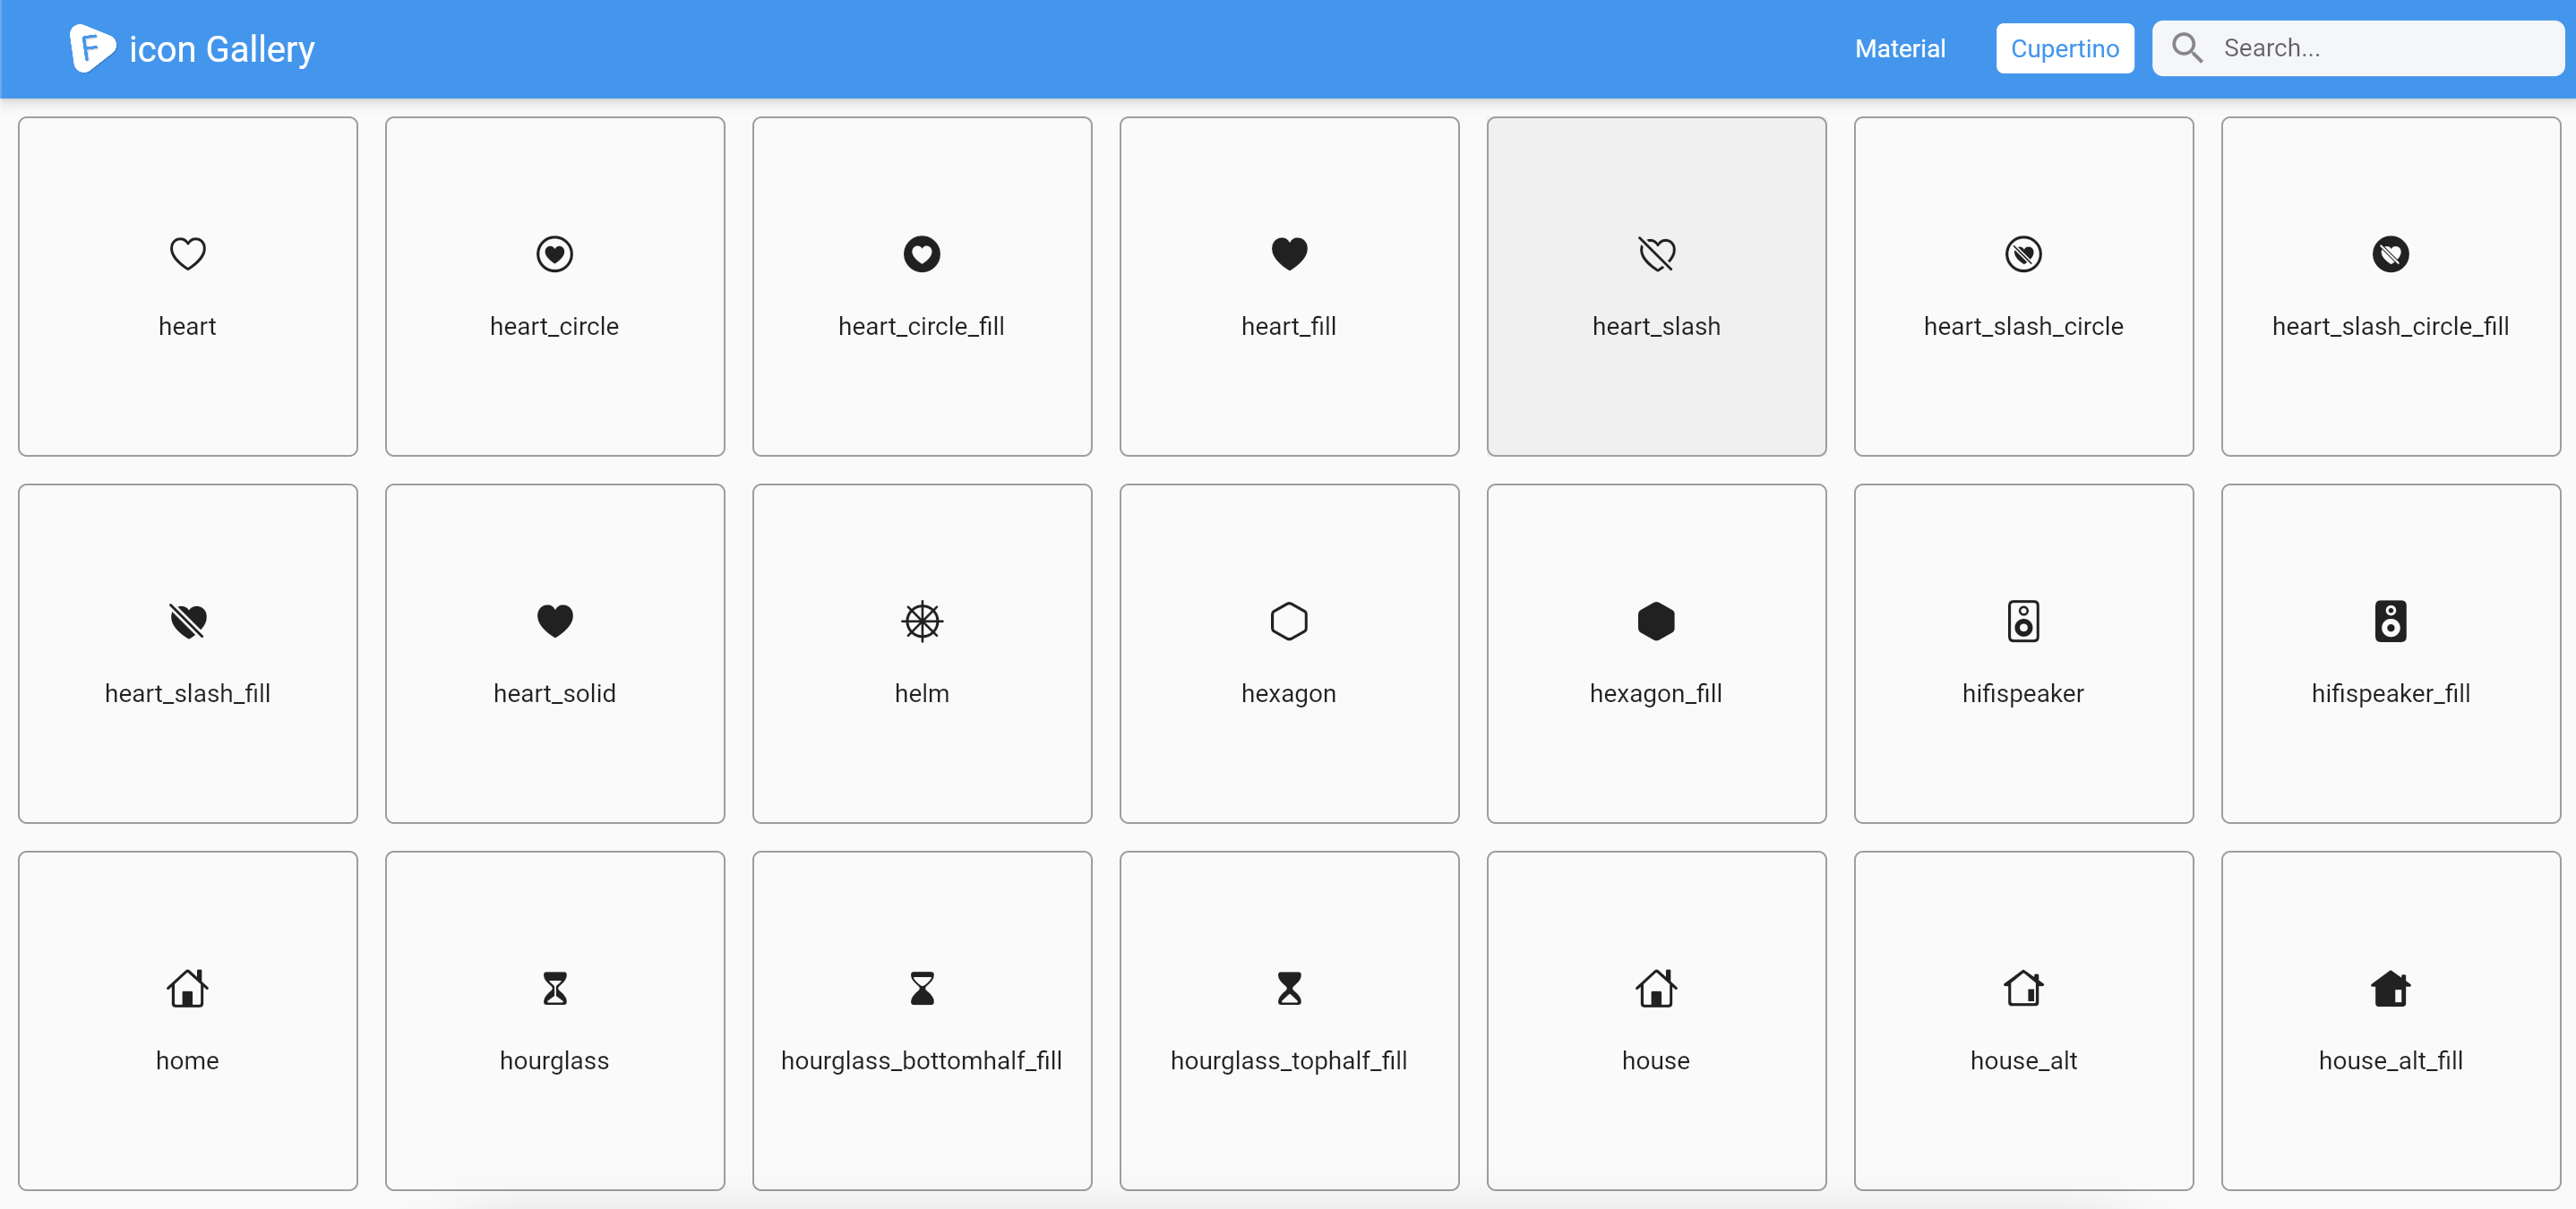 F icon Gallery
Material
Cupertino
Search...
heart
heart_circle
heart_circle_fill
heart_fill
heart_slash
heart_slash_circle
heart_slash_circle_fill
heart_slash_fill
heart_solid
helm
hexagon
hexagon_fill
hifispeaker
hifispeaker_fill
home
hourglass
hourglass_bottomhalf_fill
hourglass_tophalf_fill
house
house_alt
house_alt_fill